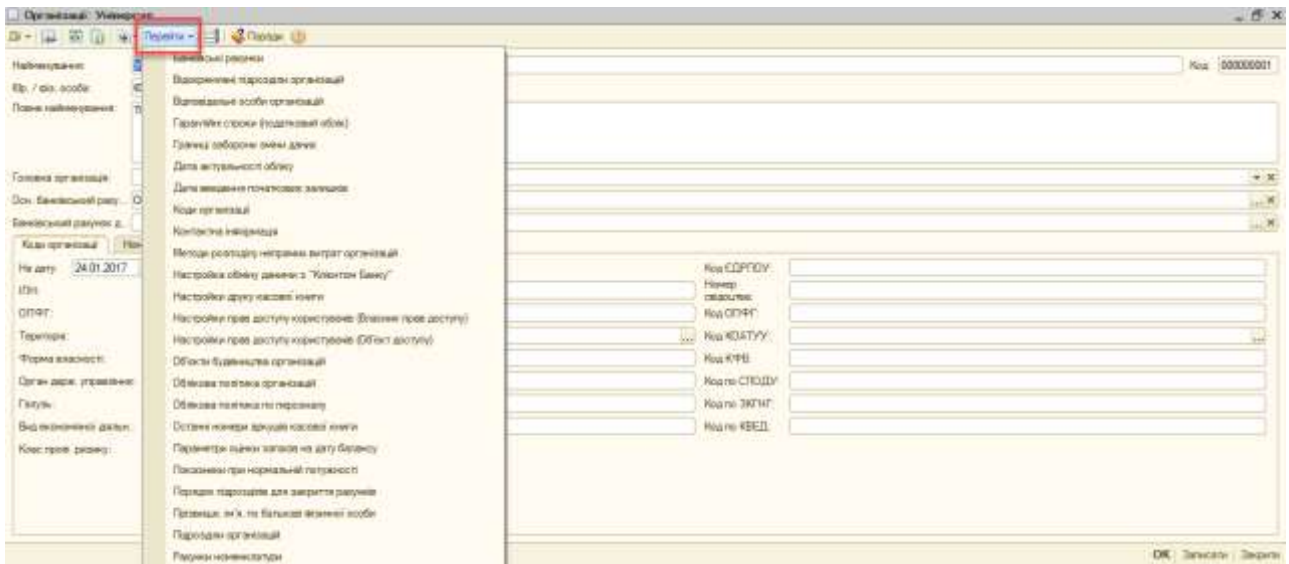 Організації: Універсал
Перейти Поради
Найменування: Код: 000000001
Юр. / фіз. особа:
Повне найменування:
Головна організація:
Осн. банківський раху...
Банківський рахунок д...
Коди організації
На дату: 24.01.2017
ІПН:
ОПФГ:
Територія:
Форма власності:
Орган держ. управління:
Галузь:
Вид економічної діяльн.:
Клас проф. ризику:
Банківські рахунки
Відокремлені підрозділи організацій
Відповідальні особи організацій
Гарантійні строки (податковий облік)
Границі заборони зміни даних
Дата актуальності обліку
Дата введення початкових залишків
Коди організації
Контактна інформація
Методи розподілу непрямих витрат організацій
Настройка обміну даними з "Клієнтом Банку"
Настройки друку касової книги
Настройки прав доступу користувачів (Власник прав доступу)
Настройки прав доступу користувачів (Об'єкт доступу)
Об'єкти будівництва організацій
Облікова політика організацій
Облікова політика по персоналу
Останні номери аркушів касової книги
Параметри оцінки запасів на дату балансу
Показники при нормальній потужності
Порядок підрозділів для закриття рахунків
Прізвище, ім'я, по батькові фізичної особи
Підрозділи організацій
Рахунки номенклатури
Код ЄДРПОУ:
Номер свідоцтва:
Код ОПФГ:
Код КОАТУУ:
Код КФВ:
Код по СПОДУ:
Код по ЗКГНГ:
Код по КВЕД:
OK Записати Закрити